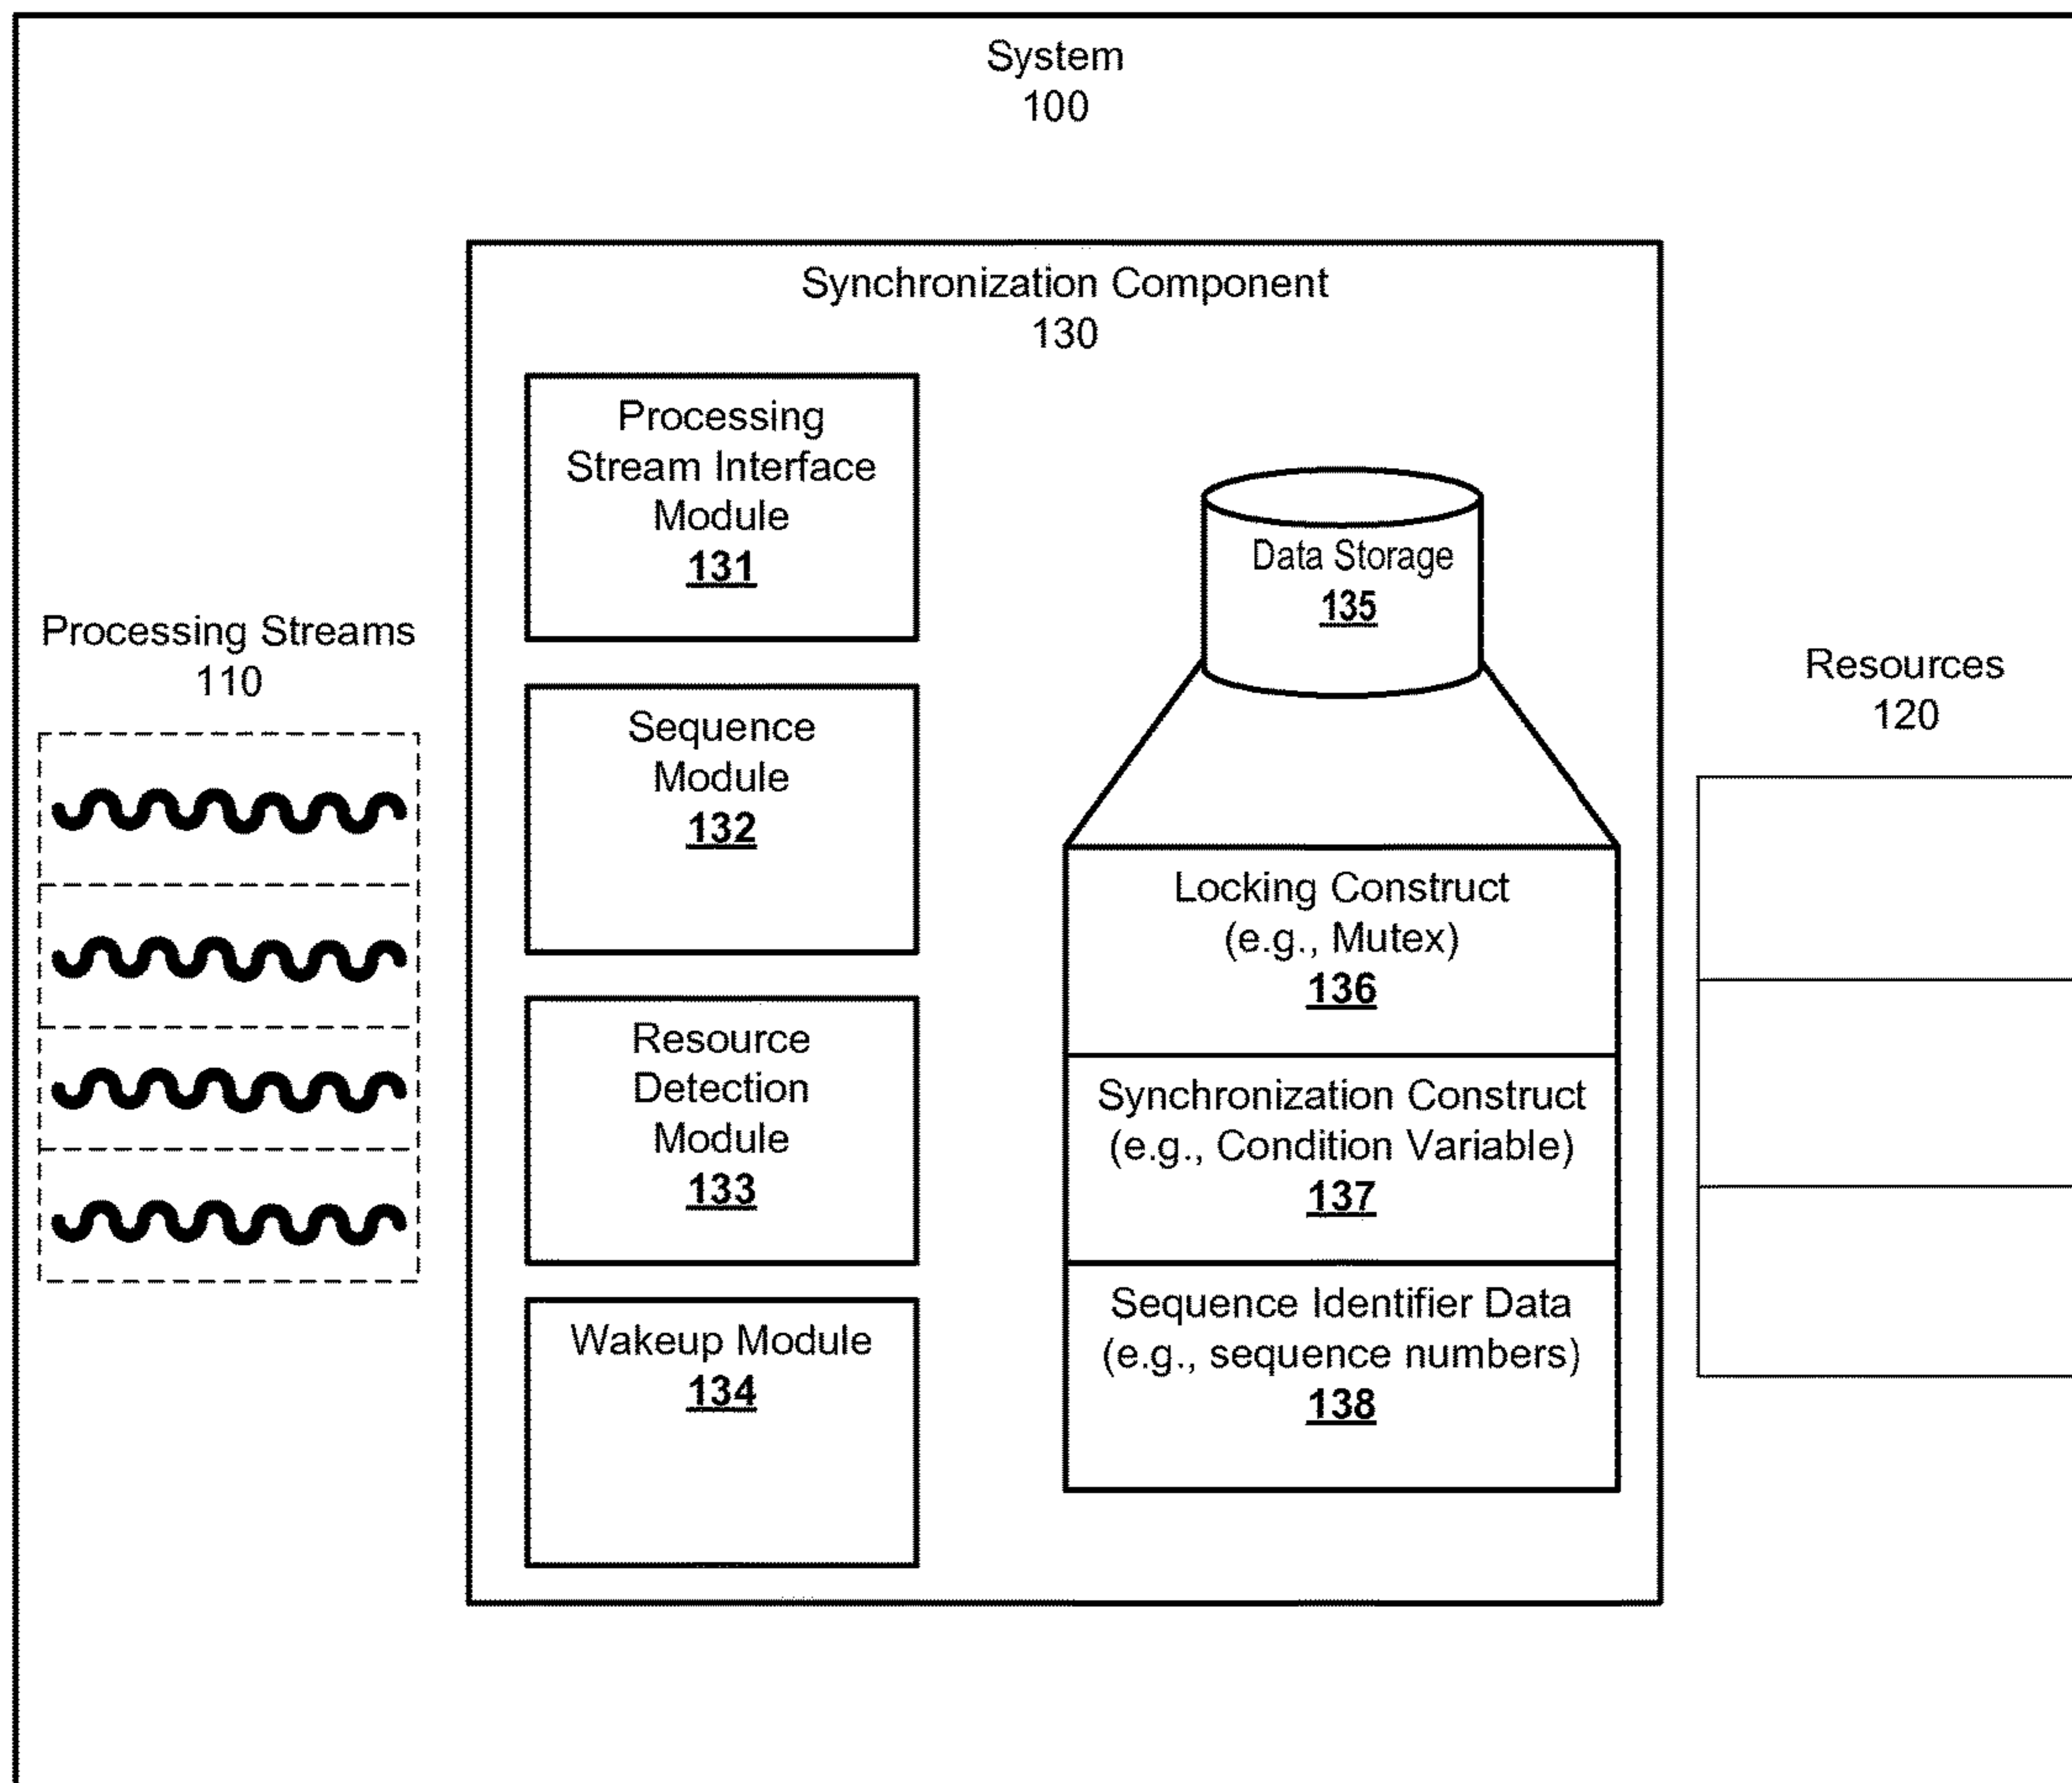 System
100
Synchronization Component
130
Processing
Stream Interface
Module
131
Data Storage
135
Processing Streams
110
Resources
120
Sequence
Module
132
Locking Construct
(e.g., Mutex)
136
Resource
Detection
Module
133
Synchronization Construct
(e.g., Condition Variable)
137
Wakeup Module
134
Sequence Identifier Data
(e.g., sequence numbers)
138